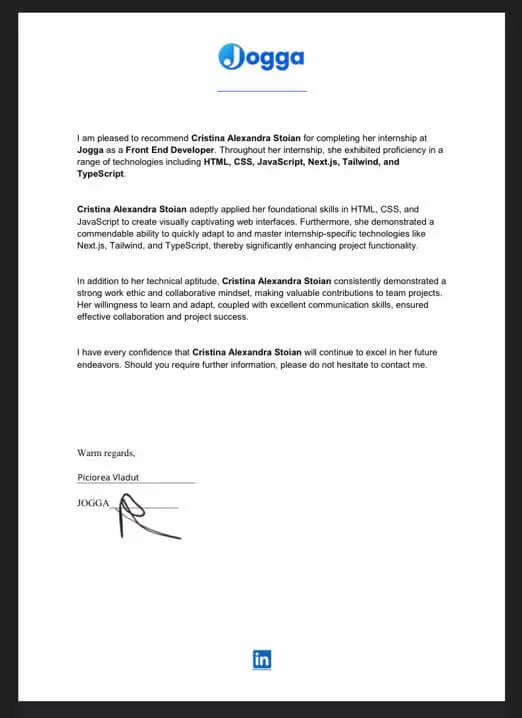 Jogga
I am pleased to recommend Cristina Alexandra Stoian for completing her internship at
Jogga as a Front End Developer. Throughout her internship, she exhibited proficiency in a
range of technologies including HTML, CSS, JavaScript, Next.js, Tailwind, and
TypeScript.
Cristina Alexandra Stoian adeptly applied her foundational skills in HTML, CSS, and
JavaScript to create visually captivating web interfaces. Furthermore, she demonstrated a
commendable ability to quickly adapt to and master internship-specific technologies like
Next.js, Tailwind, and TypeScript, thereby significantly enhancing project functionality.
In addition to her technical aptitude, Cristina Alexandra Stoian consistently demonstrated a
strong work ethic and collaborative mindset, making valuable contributions to team projects.
Her willingness to learn and adapt, coupled with excellent communication skills, ensured
effective collaboration and project success.
I have every confidence that Cristina Alexandra Stoian will continue to excel in her future
endeavors. Should you require further information, please do not hesitate to contact me.
Warm regards,
Piciorea Vladut
JOGGA
in